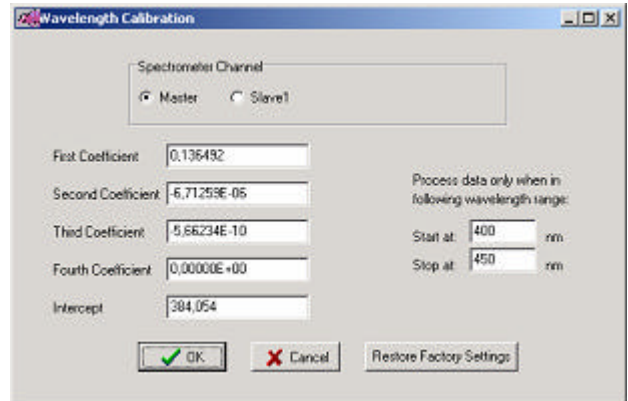 Wavelength Calibration
Spectrometer Channel
Master Slave1
First Coefficient 0,136492
Second Coefficient -6,71259E-06
Third Coefficient -5,66234E-10
Fourth Coefficient 0,00000E+00
Intercept 384,054
Process data only when in
following wavelength range:
Start at: 400 nm
Stop at: 450 nm
OK Cancel Restore Factory Settings